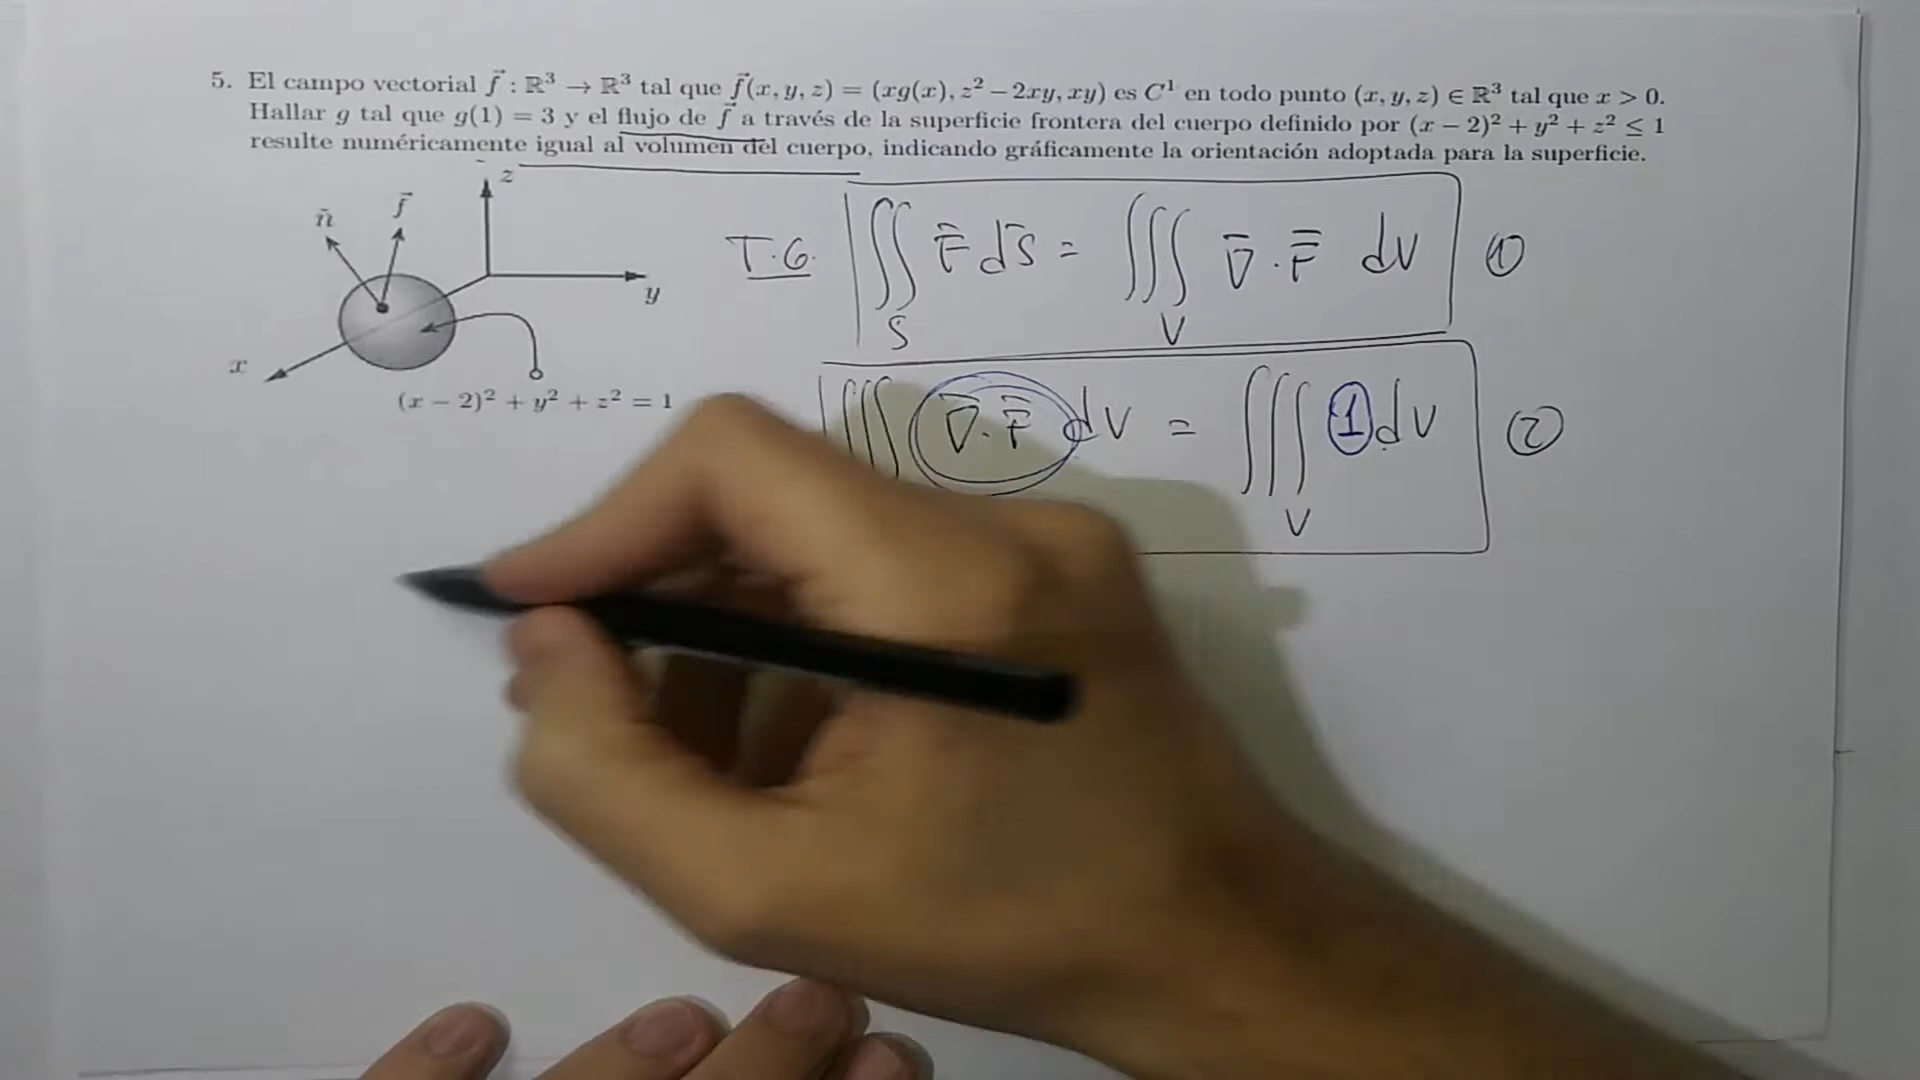 5. El campo vectorial f⃗ : ℝ³ → ℝ³ tal que f⃗(x, y, z) = (xg(x), z² − 2xy, xy) es C¹ en todo punto (x, y, z) ∈ ℝ³ tal que x > 0.
Hallar g tal que g(1) = 3 y el flujo de f⃗ a través de la superficie frontera del cuerpo definido por (x − 2)² + y² + z² ≤ 1
resulte numéricamente igual al volumen del cuerpo, indicando gráficamente la orientación adoptada para la superficie.
z
n̄
f⃗
y
x
(x − 2)² + y² + z² = 1
T.G. ∬_S F̄ dS̄ = ∭_V ∇̄ · F̄ dV ①
∭ ∇̄ · F̄ dV = ∭_V 1 dV ②